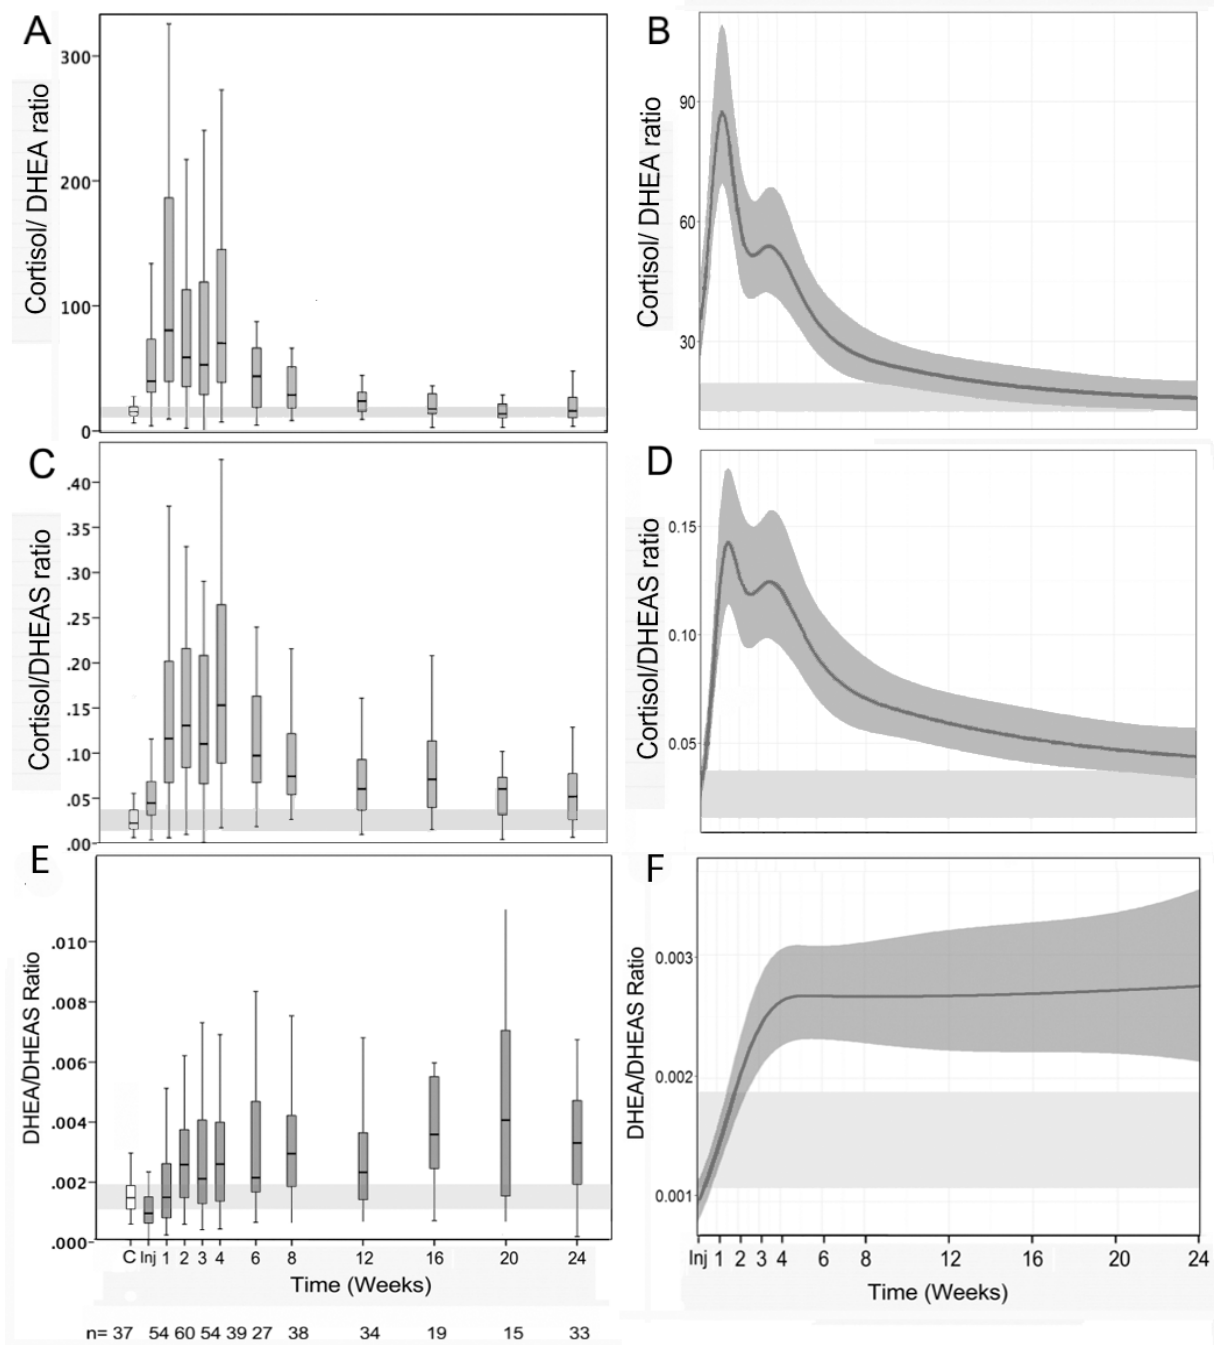 A
Cortisol/ DHEA ratio
300
200
100
0
B
Cortisol/ DHEA ratio
90
60
30
C
Cortisol/DHEAS ratio
.40
.35
.30
.25
.20
.15
.10
.05
.00
D
Cortisol/DHEAS ratio
0.15
0.10
0.05
E
DHEA/DHEAS Ratio
.010
.008
.006
.004
.002
.000
C Inj 1 2 3 4 6 8 12 16 20 24
Time (Weeks)
n= 37 54 60 54 39 27 38 34 19 15 33
F
DHEA/DHEAS Ratio
0.003
0.002
0.001
Inj 1 2 3 4 6 8 12 16 20 24
Time (Weeks)